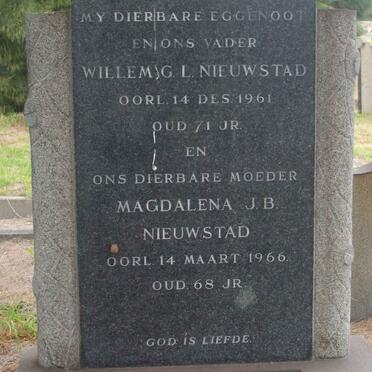 MY DIERBARE EGGENOOT
EN ONS VADER
WILLEM G. L. NIEUWSTAD
OORL. 14 DES. 1961
OUD 71 JR.
EN
ONS DIERBARE MOEDER
MAGDALENA J. B.
NIEUWSTAD
OORL. 14 MAART 1966.
OUD 68 JR.
GOD IS LIEFDE.